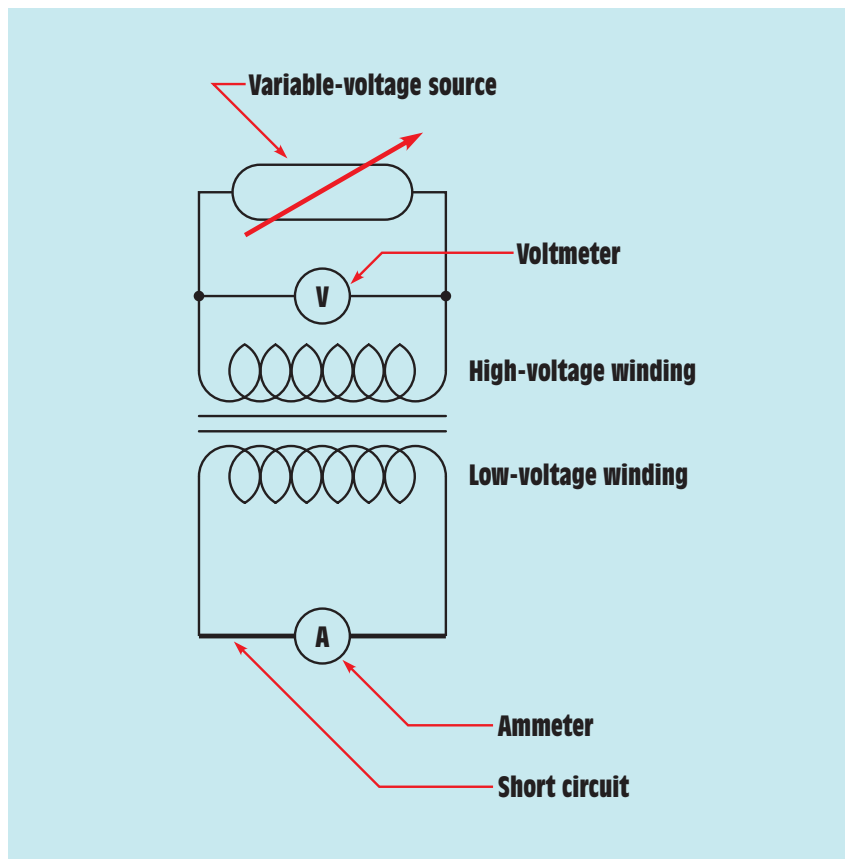 Variable-voltage source
Voltmeter
V
High-voltage winding
Low-voltage winding
A
Ammeter
Short circuit